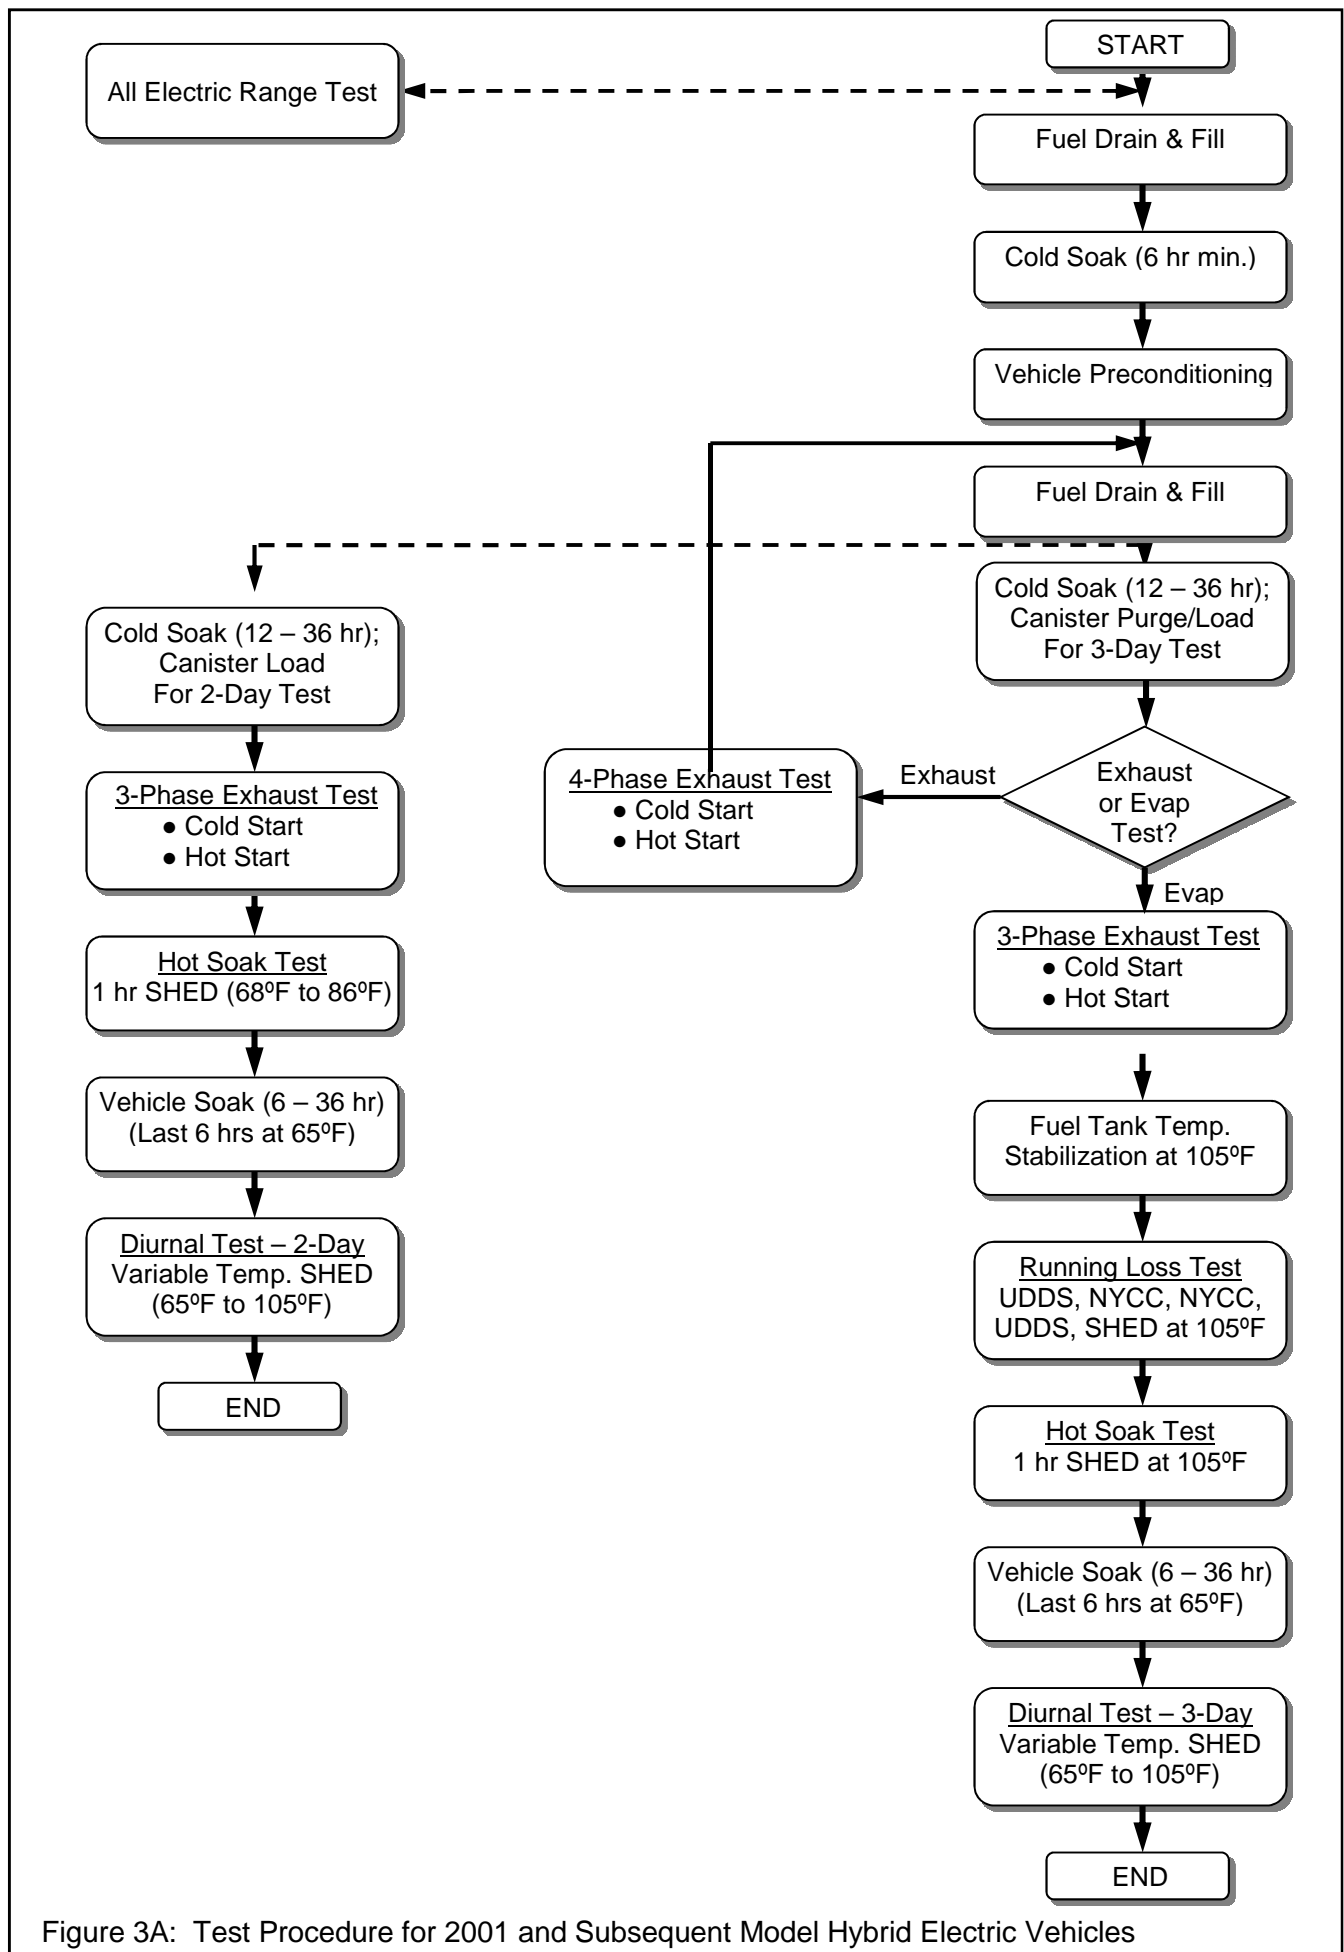 START
All Electric Range Test
Fuel Drain & Fill
Cold Soak (6 hr min.)
Vehicle Preconditioning
Fuel Drain & Fill
Cold Soak (12 – 36 hr);
Canister Purge/Load
For 3-Day Test
Cold Soak (12 – 36 hr);
Canister Load
For 2-Day Test
Exhaust
or Evap
Test?
Exhaust
4-Phase Exhaust Test
● Cold Start
● Hot Start
3-Phase Exhaust Test
● Cold Start
● Hot Start
Evap
3-Phase Exhaust Test
● Cold Start
● Hot Start
Hot Soak Test
1 hr SHED (68ºF to 86ºF)
Vehicle Soak (6 – 36 hr)
(Last 6 hrs at 65ºF)
Fuel Tank Temp.
Stabilization at 105ºF
Diurnal Test – 2-Day
Variable Temp. SHED
(65ºF to 105ºF)
Running Loss Test
UDDS, NYCC, NYCC,
UDDS, SHED at 105ºF
END
Hot Soak Test
1 hr SHED at 105ºF
Vehicle Soak (6 – 36 hr)
(Last 6 hrs at 65ºF)
Diurnal Test – 3-Day
Variable Temp. SHED
(65ºF to 105ºF)
END
Figure 3A: Test Procedure for 2001 and Subsequent Model Hybrid Electric Vehicles